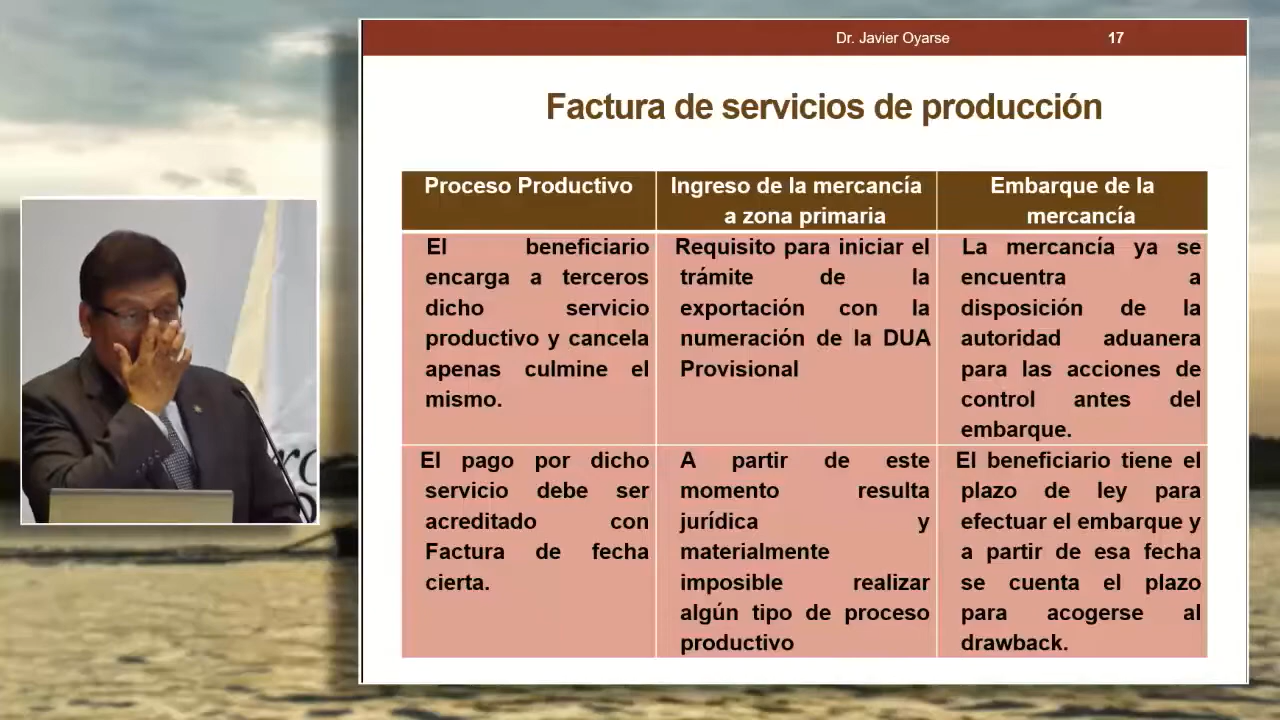 Dr. Javier Oyarse
17
Factura de servicios de producción
Proceso Productivo
Ingreso de la mercancía
a zona primaria
Embarque de la
mercancía
El beneficiario
encarga a terceros
dicho servicio
productivo y cancela
apenas culmine el
mismo.
Requisito para iniciar el
trámite de la
exportación con la
numeración de la DUA
Provisional
La mercancía ya se
encuentra a
disposición de la
autoridad aduanera
para las acciones de
control antes del
embarque.
El pago por dicho
servicio debe ser
acreditado con
Factura de fecha
cierta.
A partir de este
momento resulta
jurídica y
materialmente
imposible realizar
algún tipo de proceso
productivo
El beneficiario tiene el
plazo de ley para
efectuar el embarque y
a partir de esa fecha
se cuenta el plazo
para acogerse al
drawback.